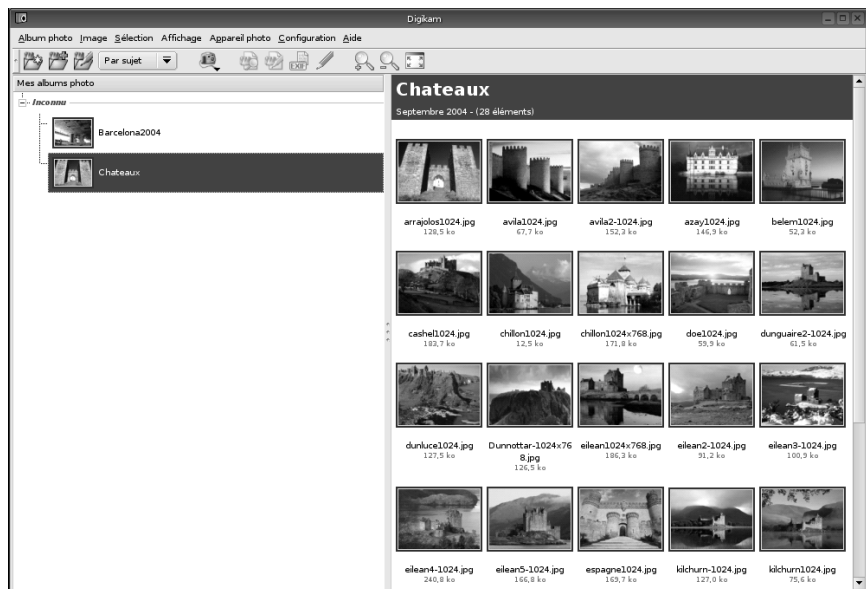 Digikam
Album photo Image Sélection Affichage Appareil photo Configuration Aide
Par sujet
EXIF
Mes albums photo
Inconnu
Barcelona2004
Chateaux
Chateaux
Septembre 2004 - (28 éléments)
arrajolos1024.jpg avila1024.jpg avila2-1024.jpg azay1024.jpg belem1024.jpg
128,5 ko 67,7 ko 152,3 ko 146,9 ko 52,3 ko
cashel1024.jpg chillon1024.jpg chillon1024x768.jpg doe1024.jpg dunguaire2-1024.jpg
183,7 ko 12,5 ko 171,8 ko 59,9 ko 61,5 ko
dunluce1024.jpg Dunnottar-1024x76 eilean1024x768.jpg eilean2-1024.jpg eilean3-1024.jpg
127,5 ko 8.jpg 186,3 ko 91,2 ko 100,9 ko
126,5 ko
eilean4-1024.jpg eilean5-1024.jpg espagne1024.jpg kilchurn-1024.jpg kilchurn1024.jpg
240,8 ko 166,8 ko 169,7 ko 127,0 ko 75,6 ko